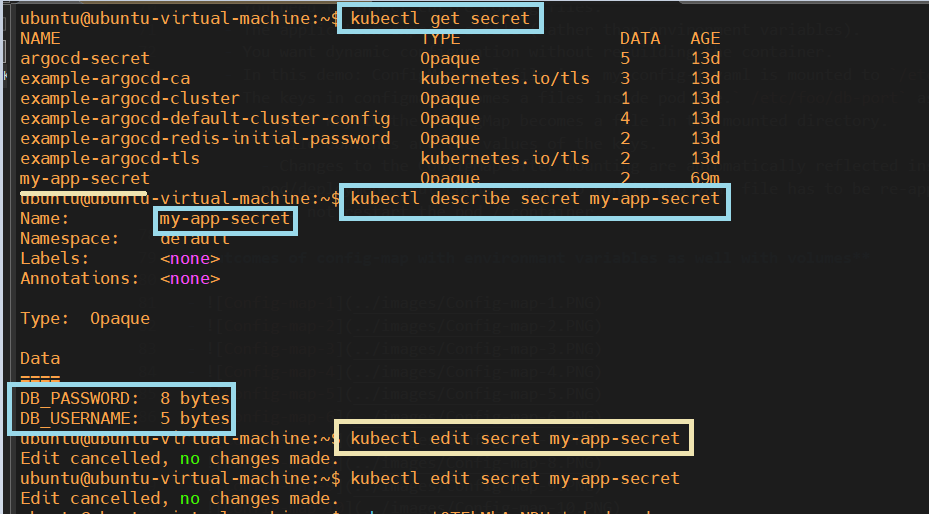 ubuntu@ubuntu-virtual-machine:~$ kubectl get secret
NAME TYPE DATA AGE
argocd-secret Opaque 5 13d
example-argocd-ca kubernetes.io/tls 3 13d
example-argocd-cluster Opaque 1 13d
example-argocd-default-cluster-config Opaque 4 13d
example-argocd-redis-initial-password Opaque 2 13d
example-argocd-tls kubernetes.io/tls 2 13d
my-app-secret Opaque 2 69m
ubuntu@ubuntu-virtual-machine:~$ kubectl describe secret my-app-secret
Name: my-app-secret
Namespace: default
Labels: <none>
Annotations: <none>
Type: Opaque
Data
====
DB_PASSWORD: 8 bytes
DB_USERNAME: 5 bytes
ubuntu@ubuntu-virtual-machine:~$ kubectl edit secret my-app-secret
Edit cancelled, no changes made.
ubuntu@ubuntu-virtual-machine:~$ kubectl edit secret my-app-secret
Edit cancelled, no changes made.